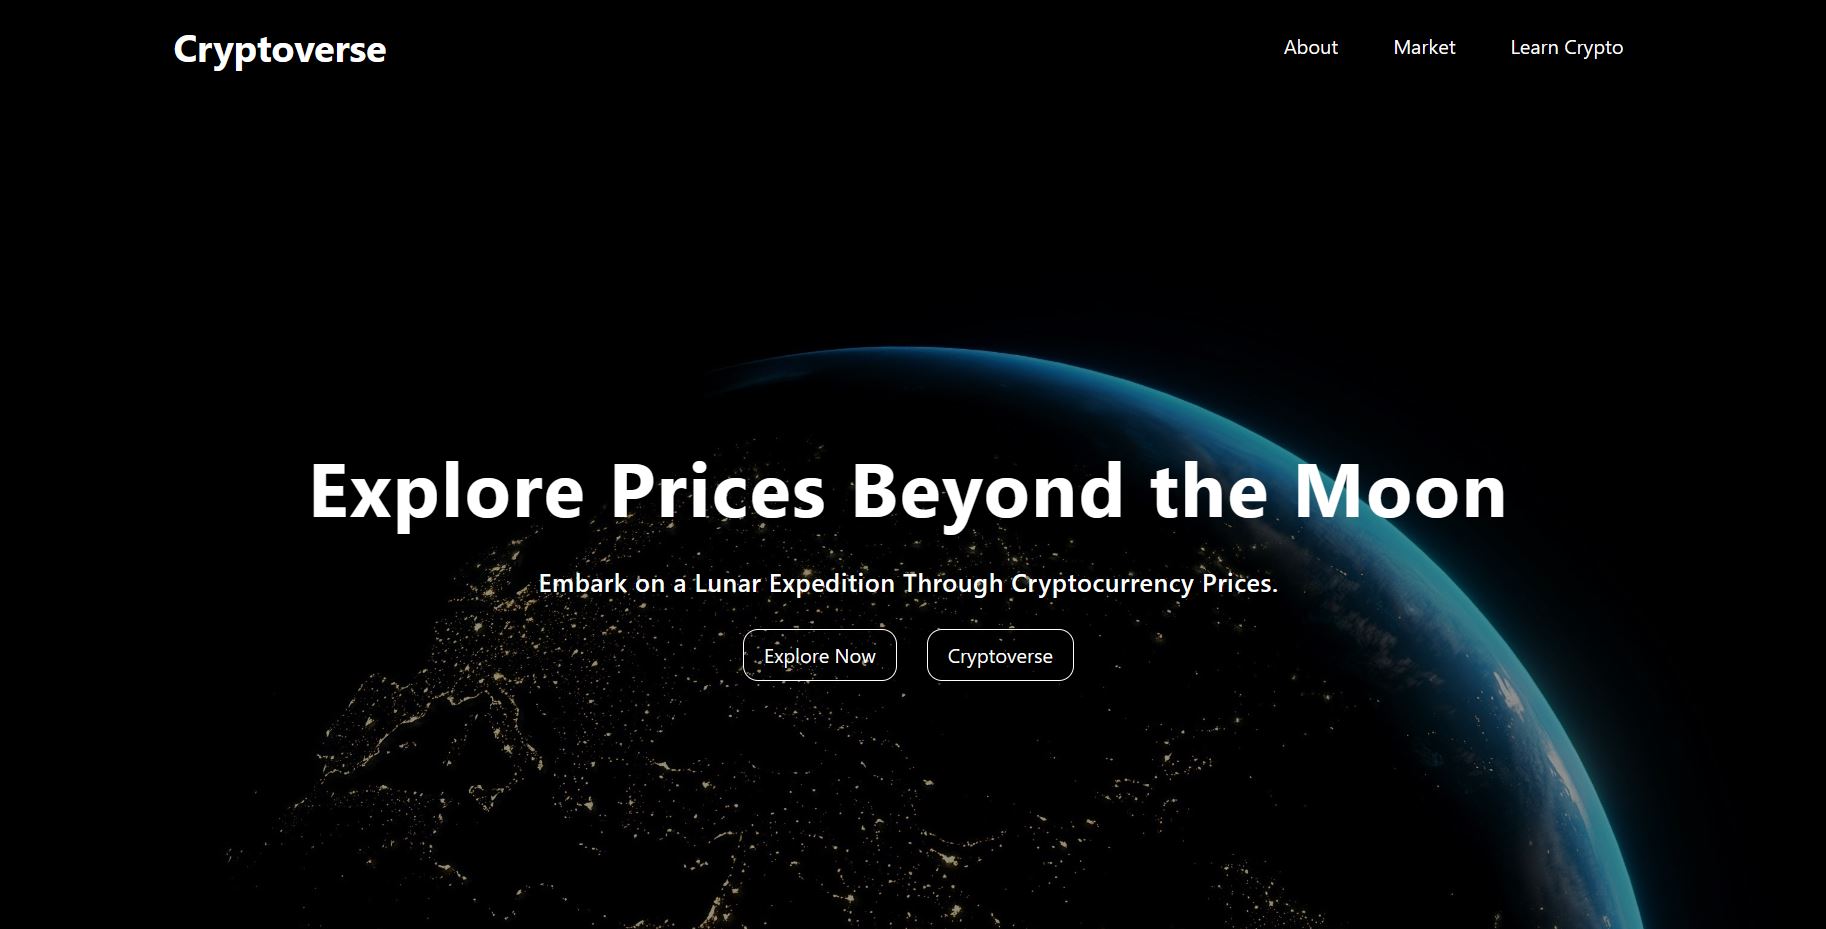 Cryptoverse
About
Market
Learn Crypto
Explore Prices Beyond the Moon
Embark on a Lunar Expedition Through Cryptocurrency Prices.
Explore Now
Cryptoverse